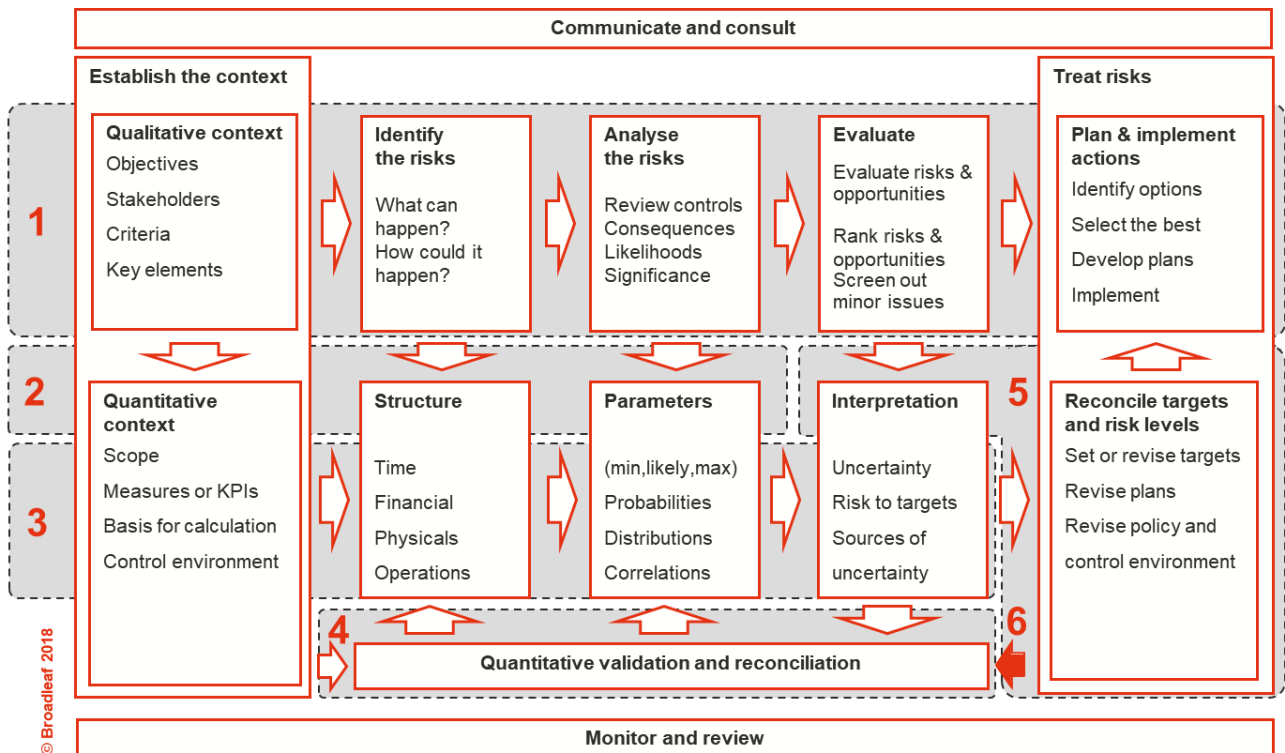 Communicate and consult
Establish the context
Treat risks
1
Qualitative context
Objectives
Stakeholders
Criteria
Key elements
Identify
the risks
What can
happen?
How could it
happen?
Analyse
the risks
Review controls
Consequences
Likelihoods
Significance
Evaluate
Evaluate risks &
opportunities
Rank risks &
opportunities
Screen out
minor issues
Plan & implement
actions
Identify options
Select the best
Develop plans
Implement
2
3
Quantitative
context
Scope
Measures or KPIs
Basis for calculation
Control environment
Structure
Time
Financial
Physicals
Operations
Parameters
(min,likely,max)
Probabilities
Distributions
Correlations
Interpretation
Uncertainty
Risk to targets
Sources of
uncertainty
5
Reconcile targets
and risk levels
Set or revise targets
Revise plans
Revise policy and
control environment
4
Quantitative validation and reconciliation
6
© Broadleaf 2018
Monitor and review